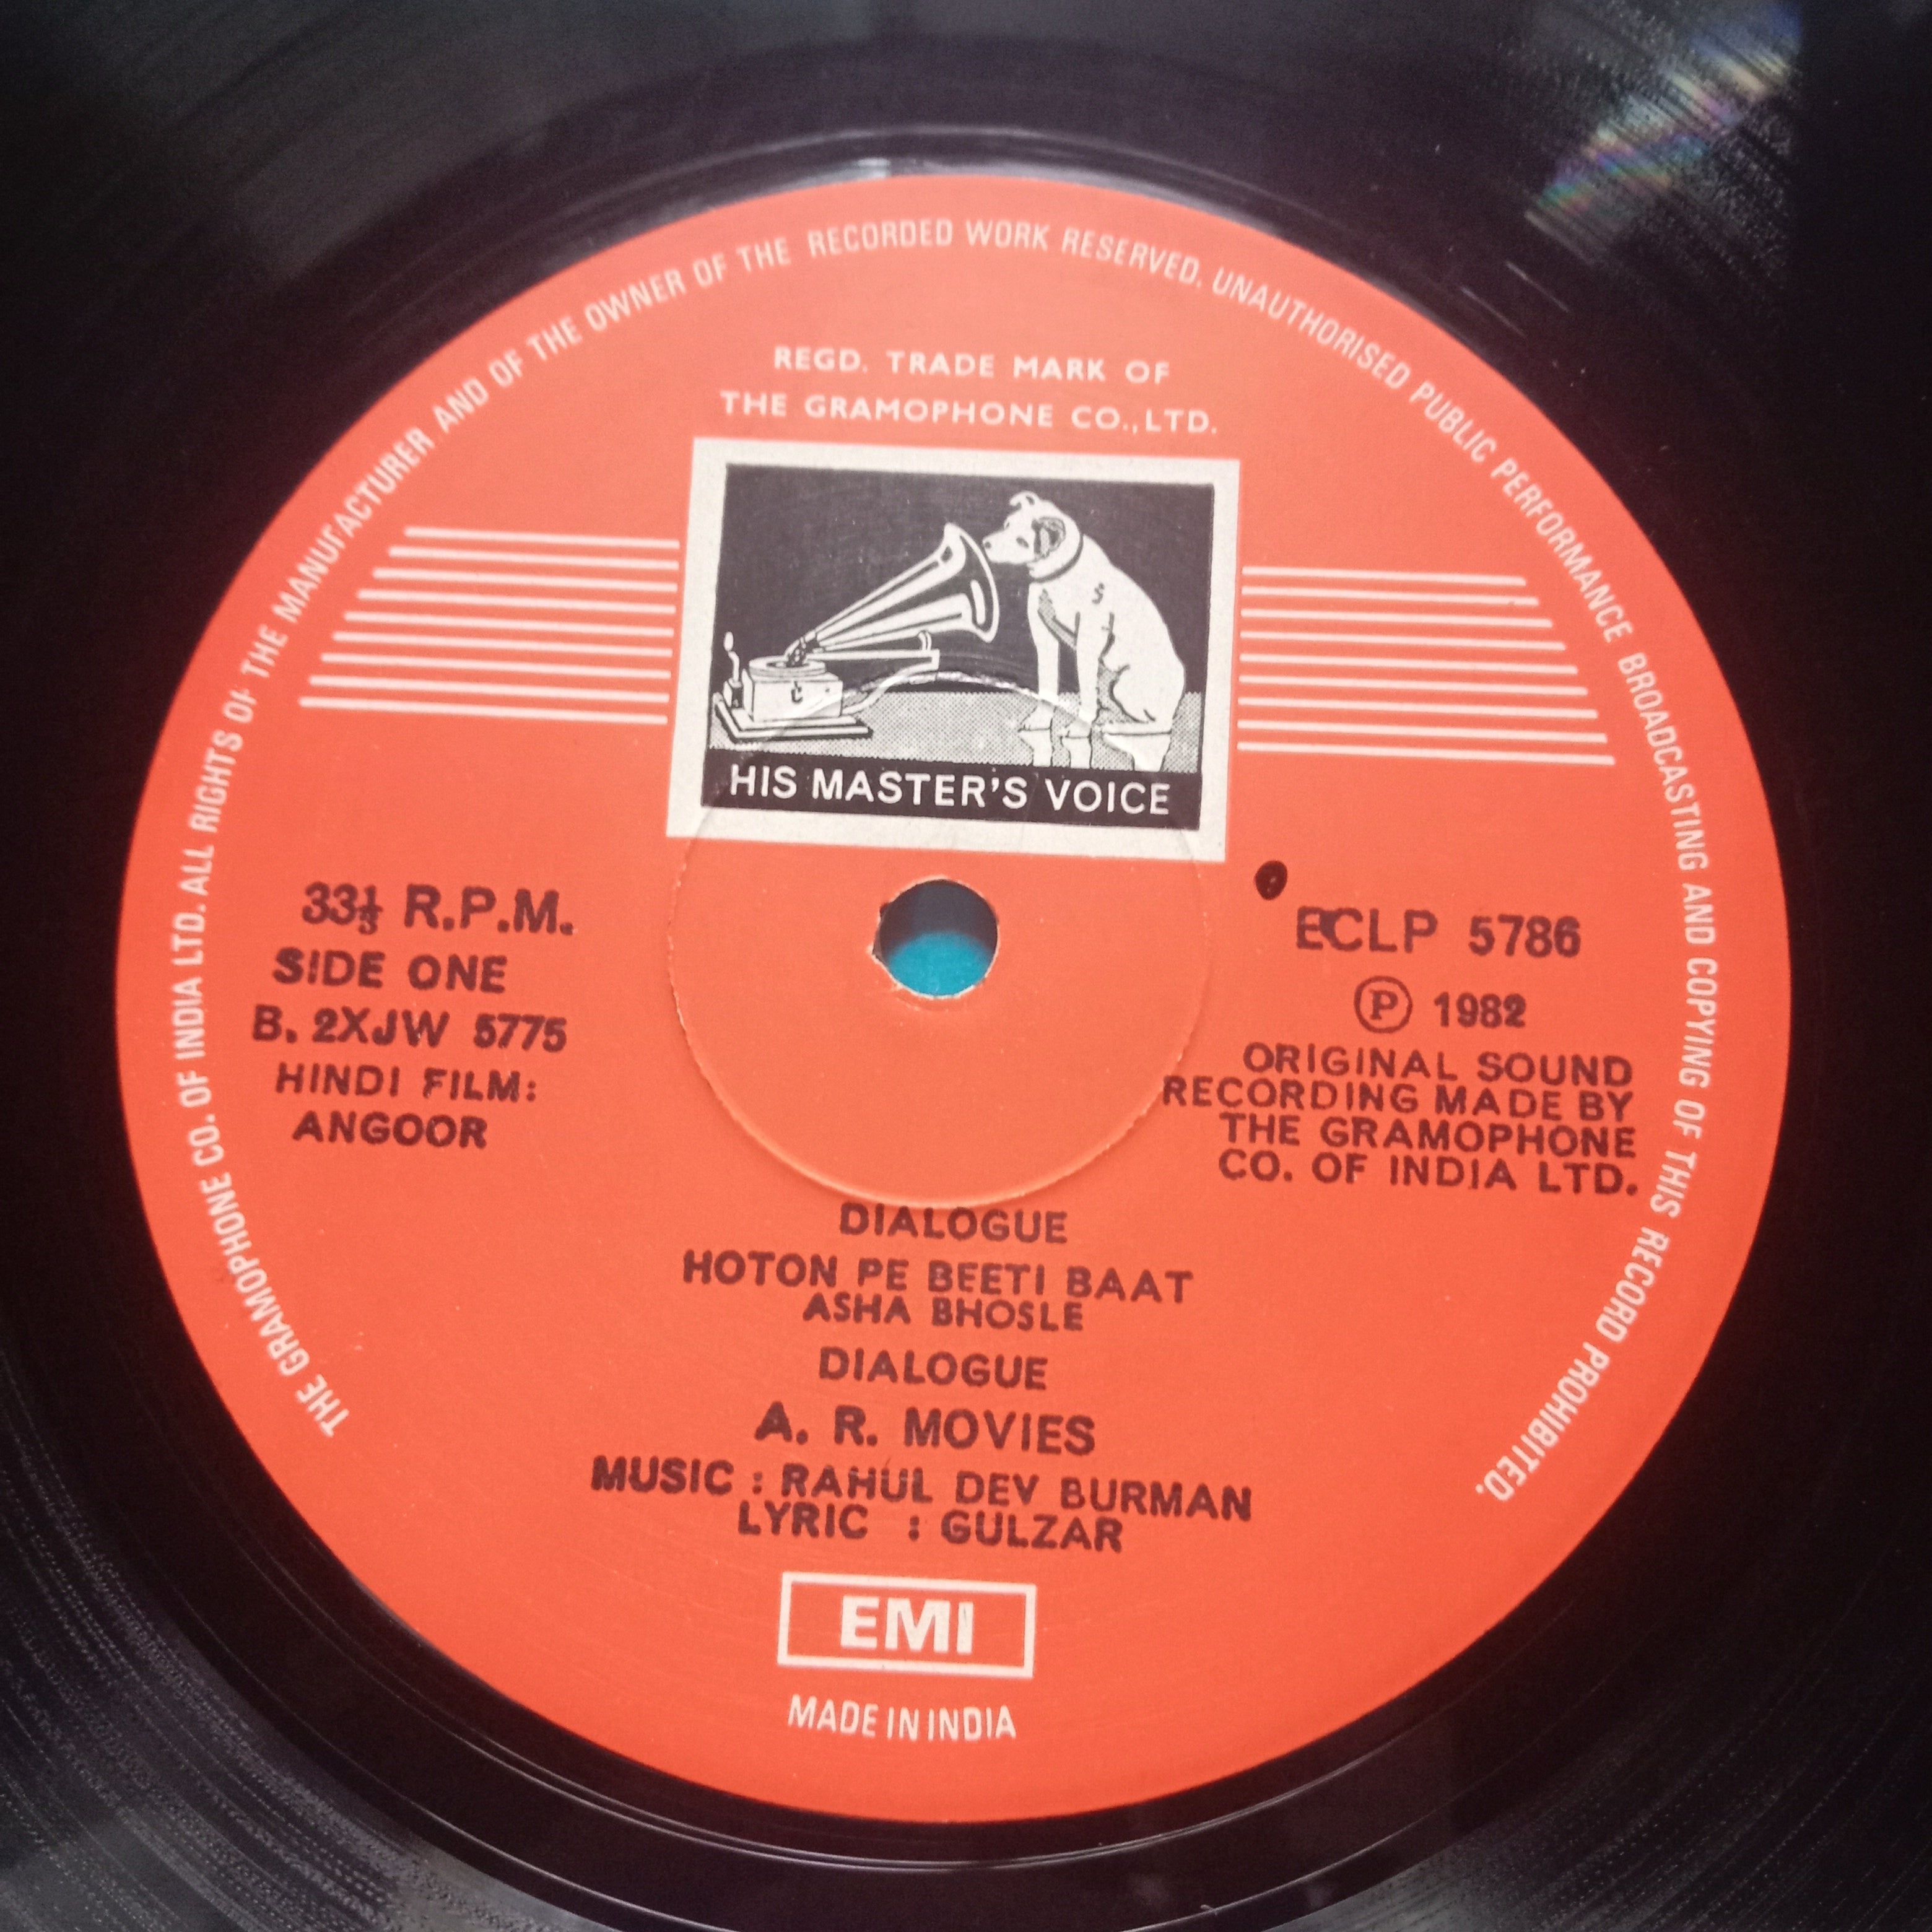 THE GRAMOPHONE CO. OF INDIA LTD. ALL RIGHTS OF THE MANUFACTURER AND OF THE OWNER OF THE RECORDED WORK RESERVED. UNAUTHORISED PUBLIC PERFORMANCE BROADCASTING AND COPYING OF THIS RECORD PROHIBITED.
REGD. TRADE MARK OF
THE GRAMOPHONE CO., LTD.
HIS MASTER'S VOICE
33⅓ R.P.M.
SIDE ONE
B. 2XJW 5775
HINDI FILM:
ANGOOR
ECLP 5786
Ⓟ 1982
ORIGINAL SOUND
RECORDING MADE BY
THE GRAMOPHONE
CO. OF INDIA LTD.
DIALOGUE
HOTON PE BEETI BAAT
ASHA BHOSLE
DIALOGUE
A. R. MOVIES
MUSIC : RAHUL DEV BURMAN
LYRIC : GULZAR
EMI
MADE IN INDIA